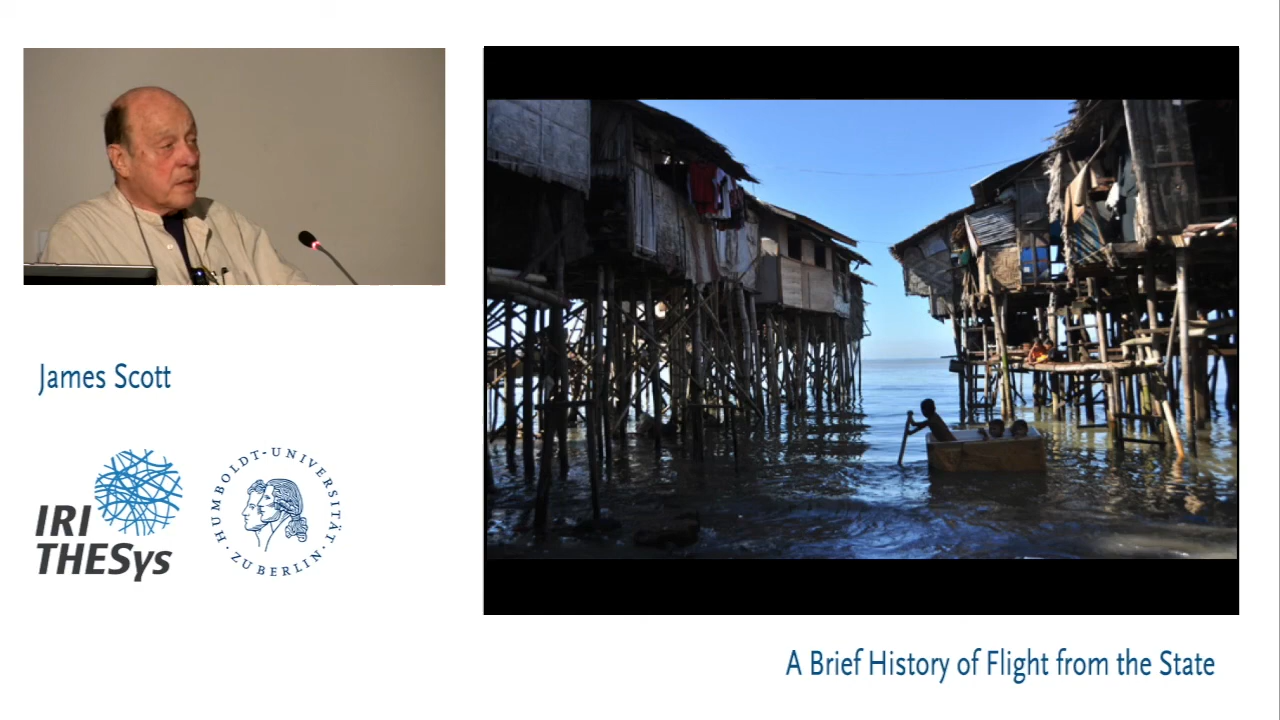 James Scott
IRI
THESys
HUMBOLDT-UNIVERSITÄT
· ZU BERLIN ·
A Brief History of Flight from the State